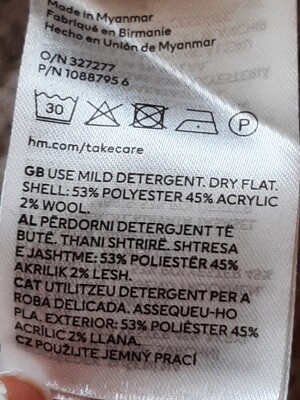 Made in Myanmar
Fabriqué en Birmanie
Hecho en Unión de Myanmar
O/N 327277
P/N 1088795 6
30
P
hm.com/takecare
GB USE MILD DETERGENT. DRY FLAT.
SHELL: 53% POLYESTER 45% ACRYLIC
2% WOOL.
AL PËRDORNI DETERGJENT TË
BUTË. THANI SHTRIRË. SHTRESA
E JASHTME: 53% POLIESTËR 45%
AKRILIK 2% LESH.
CAT UTILITZEU DETERGENT PER A
ROBA DELICADA. ASSEQUEU-HO
PLA. EXTERIOR: 53% POLIÈSTER 45%
ACRÍLIC 2% LLANA.
CZ POUŽIJTE JEMNÝ PRACÍ